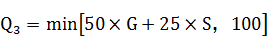 Q₃ = min[50 × G + 25 × S, 100]